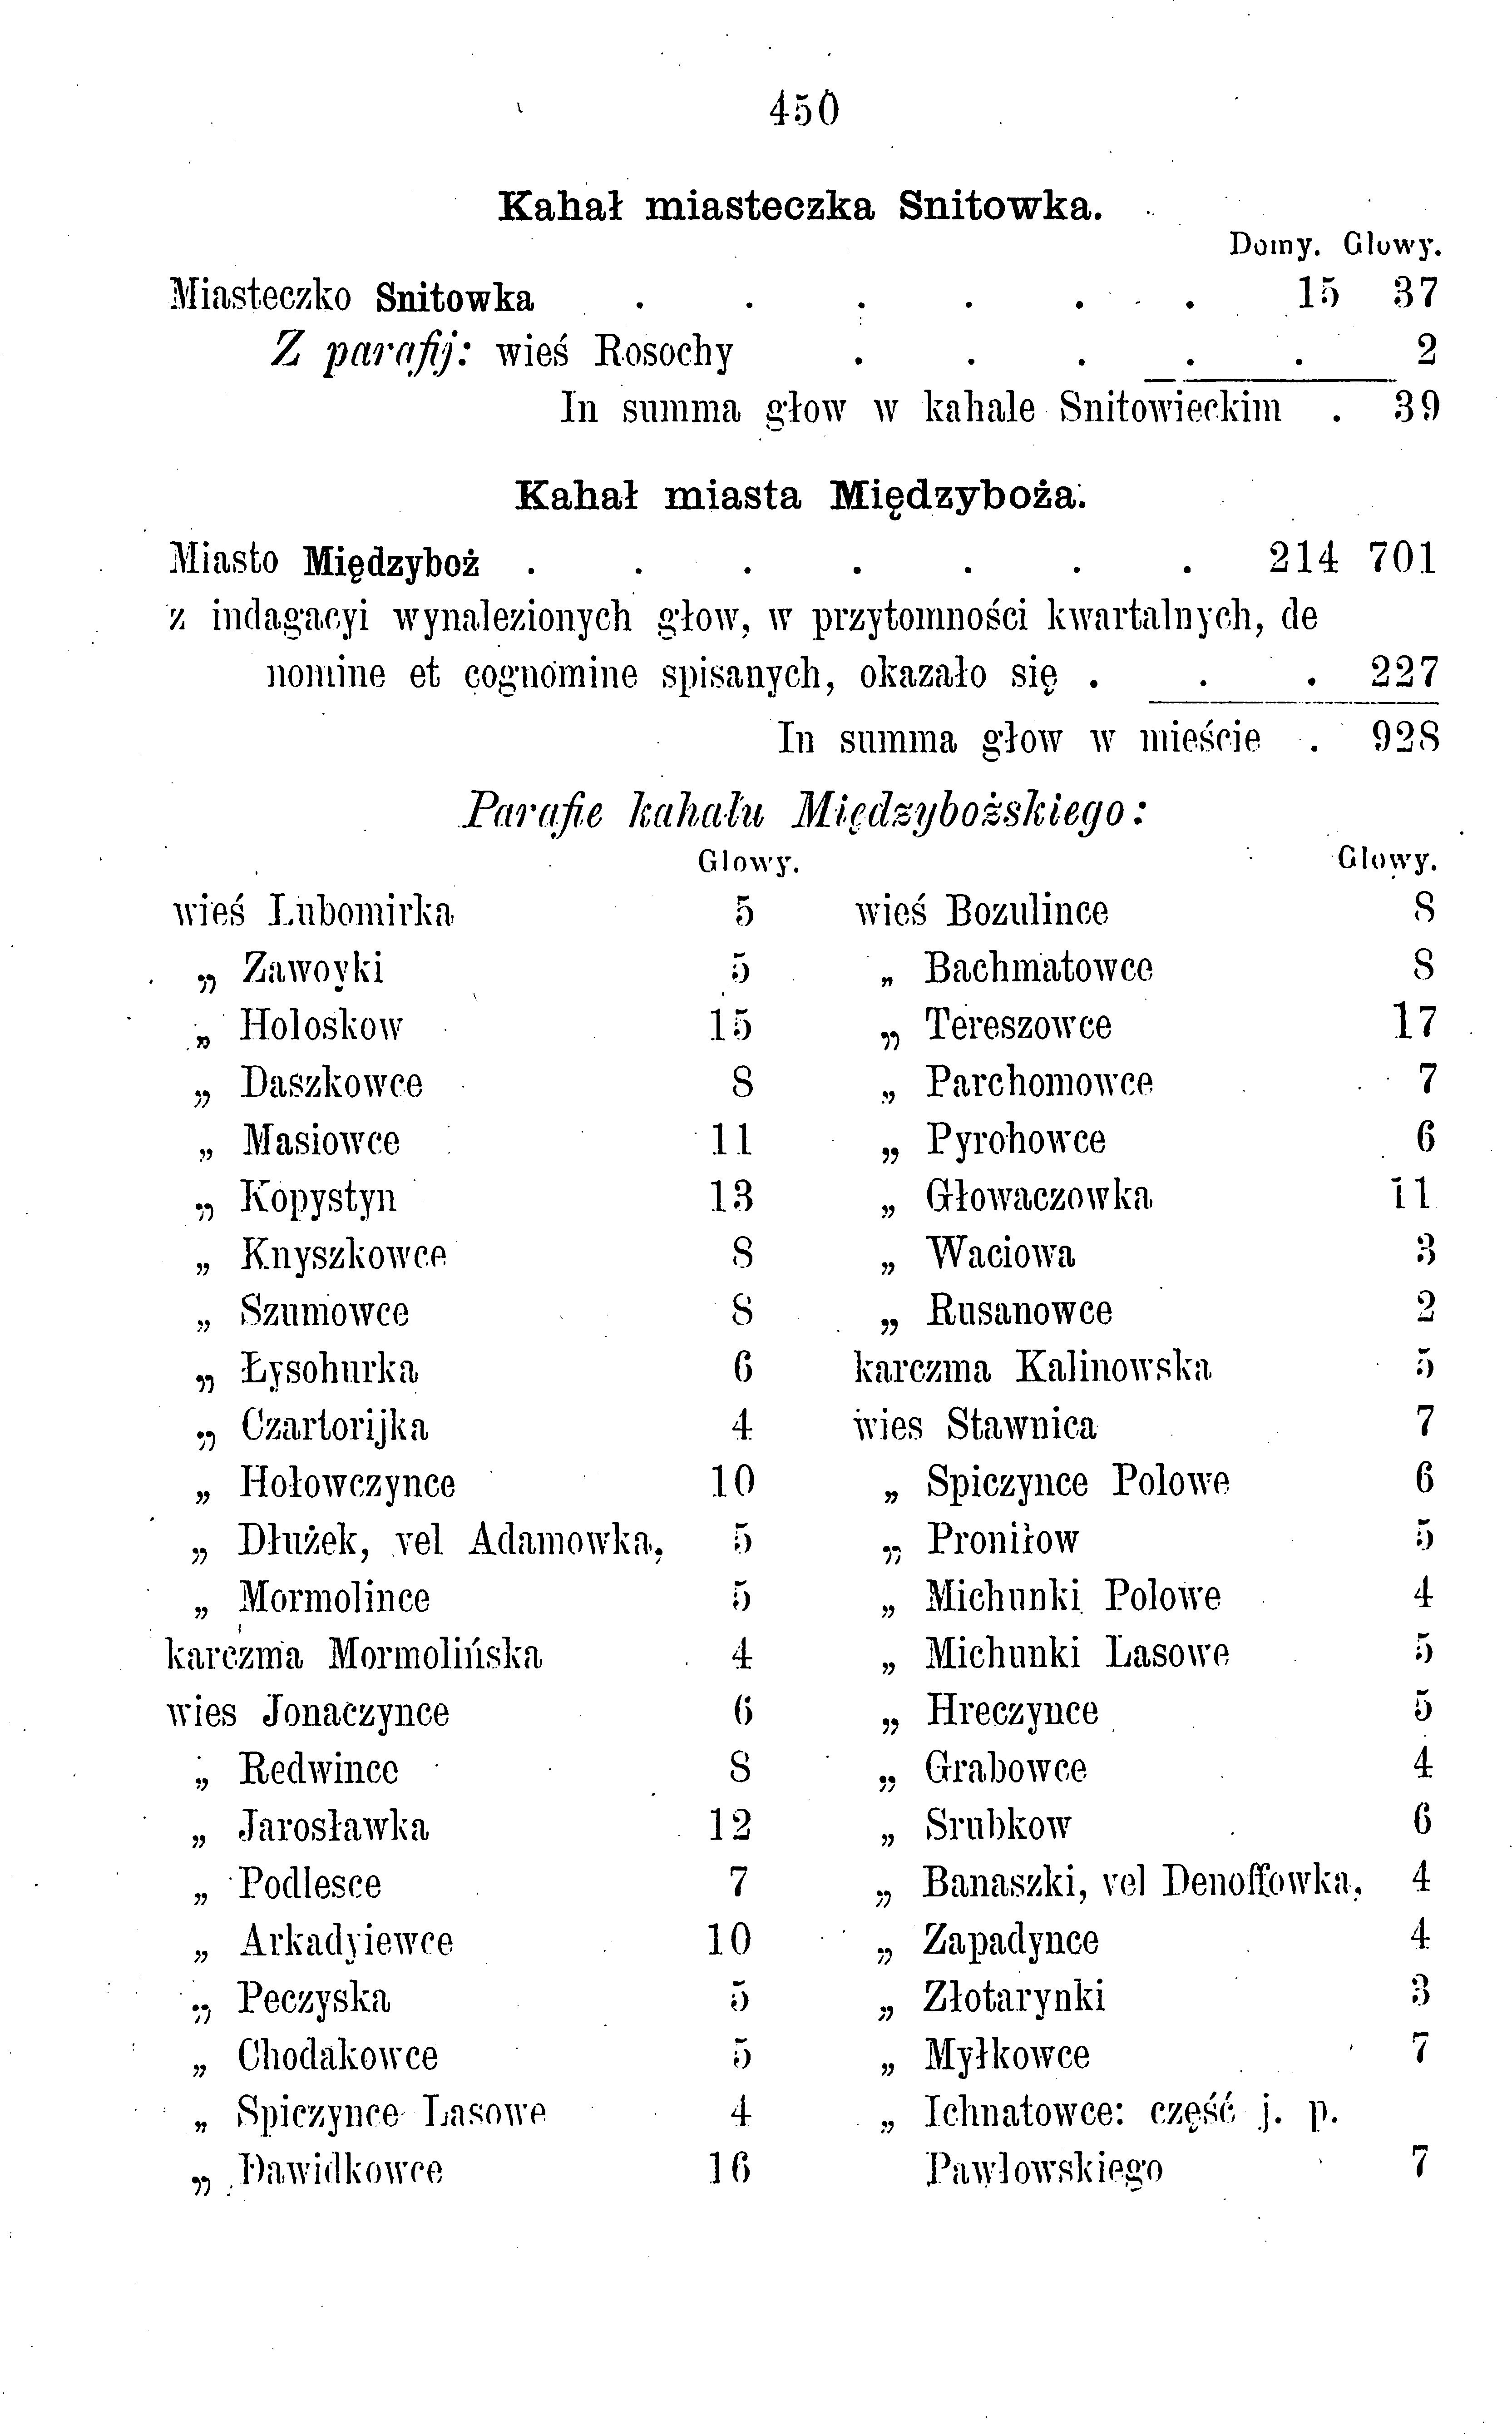 450
Kahał miasteczka Snitowka.
Domy. Glowy.
Miasteczko Snitowka . . . . . . 15 37
Z parafij: wieś Rosochy . . . . . 2
In summa głow w kahale Snitowieckim . 39
Kahał miasta Międzyboża.
Miasto Międzyboż . . . . . . . 214 701
z indagacyi wynalezionych głow, w przytomności kwartalnych, de
nomine et cognomine spisanych, okazało się . . . 227
In summa głow w mieście . 928
Parafie kahału Międzybożskiego:
Glowy.
wieś Lubomirka 5
„ Zawoyki 5
„ Holoskow 15
„ Daszkowce 8
„ Masiowce 11
„ Kopystyn 13
„ Knyszkowce 8
„ Szumowce 8
„ Łysohurka 6
„ Czartorijka 4
„ Hołowczynce 10
„ Dłużek, vel Adamowka, 5
„ Mormolince 5
karczma Mormolińska 4
wies Jonaczynce 6
„ Redwince 8
„ Jarosławka 12
„ Podlesce 7
„ Arkadyiewce 10
„ Peczyska 5
„ Chodakowce 5
„ Spiczynce Lasowe 4
„ Dawidkowce 16
Glowy.
wieś Bozulince 8
„ Bachmatowce 8
„ Tereszowce 17
„ Parchomowce 7
„ Pyrohowce 6
„ Głowaczowka 11
„ Waciowa 3
„ Rusanowce 2
karczma Kalinowska 5
wies Stawnica 7
„ Spiczynce Polowe 6
„ Proniłow 5
„ Michunki Polowe 4
„ Michunki Lasowe 5
„ Hreczynce 5
„ Grabowce 4
„ Srubkow 6
„ Banaszki, vel Denoffowka, 4
„ Zapadynce 4
„ Złotarynki 3
„ Myłkowce 7
„ Ichnatowce: część j. p.
Pawlowskiego 7